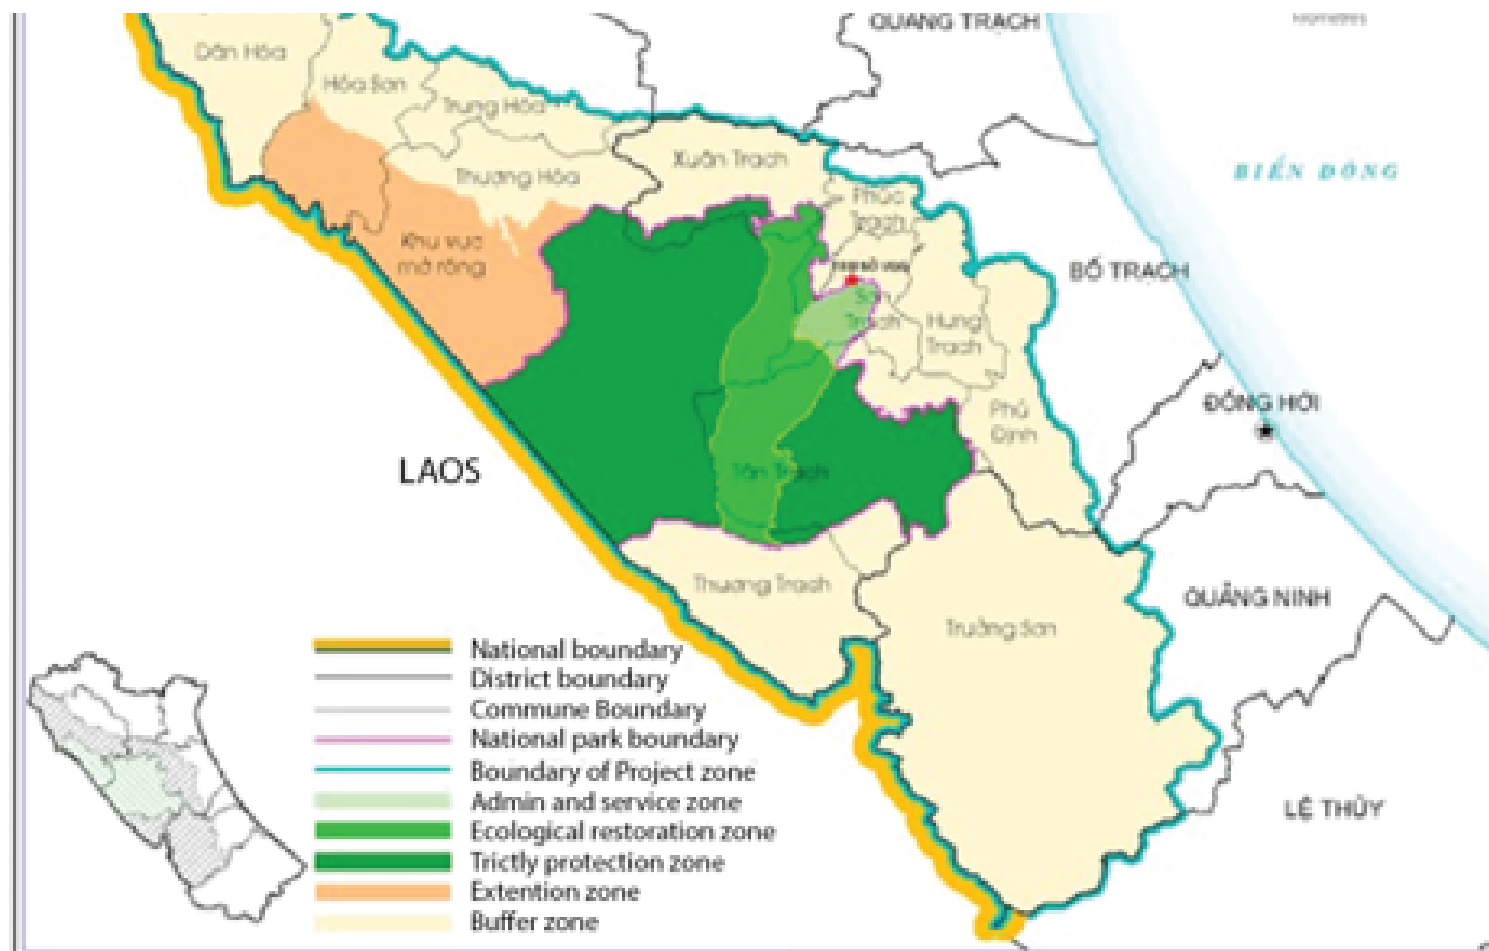 QUẢNG TRẠCH
kilometres
Dân Hóa
Hóa Sơn
Trung Hóa
Xuân Trạch
Thượng Hóa
BIỂN ĐÔNG
Phúc
Trạch
Khu vực
mở rộng
BỐ TRẠCH
Sơn
Trạch
Hưng
Trạch
ĐỒNG HỚI
Phú
Định
LAOS
Tân Trạch
Thượng Trạch
QUẢNG NINH
Trường Sơn
LỆ THỦY
National boundary
District boundary
Commune Boundary
National park boundary
Boundary of Project zone
Admin and service zone
Ecological restoration zone
Trictly protection zone
Extention zone
Buffer zone